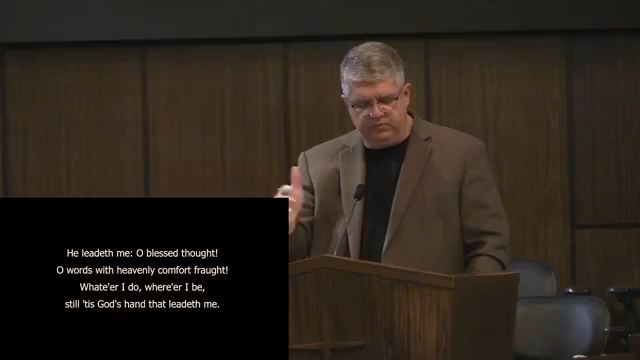 He leadeth me: O blessed thought!
O words with heavenly comfort fraught!
Whate'er I do, where'er I be,
still 'tis God's hand that leadeth me.